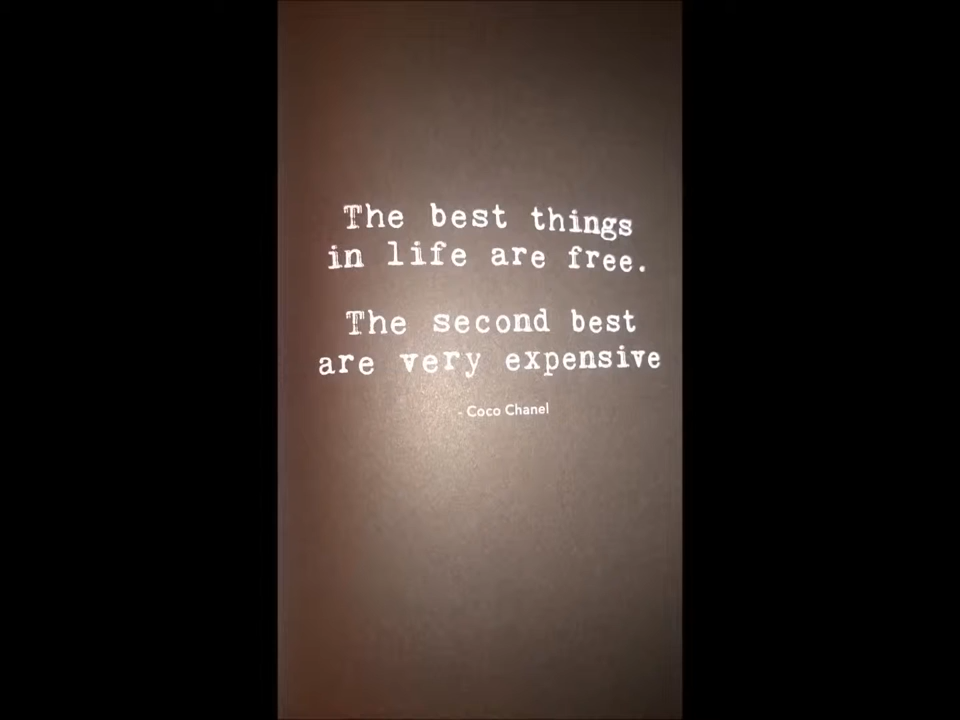 The best things
in life are free.
The second best
are very expensive
- Coco Chanel